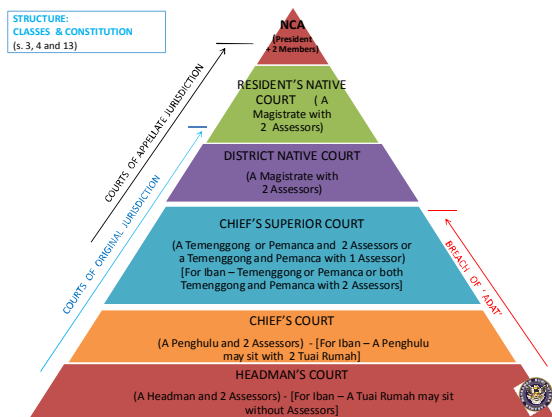 STRUCTURE:
CLASSES & CONSTITUTION
(s. 3, 4 and 13)
NCA
(President
+ 2 Members)
RESIDENT'S NATIVE
COURT ( A
Magistrate with
2 Assessors)
DISTRICT NATIVE COURT
(A Magistrate with
2 Assessors)
CHIEF'S SUPERIOR COURT
(A Temenggong or Pemanca and 2 Assessors or
a Temenggong and Pemanca with 1 Assessor)
[For Iban – Temenggong or Pemanca or both
Temenggong and Pemanca with 2 Assessors]
CHIEF'S COURT
(A Penghulu and 2 Assessors) - [For Iban – A Penghulu
may sit with 2 Tuai Rumah]
HEADMAN'S COURT
(A Headman and 2 Assessors) - [For Iban – A Tuai Rumah may sit
without Assessors]
COURTS OF APPELLATE JURISDICTION
COURTS OF ORIGINAL JURISDICTION
BREACH OF 'ADAT'